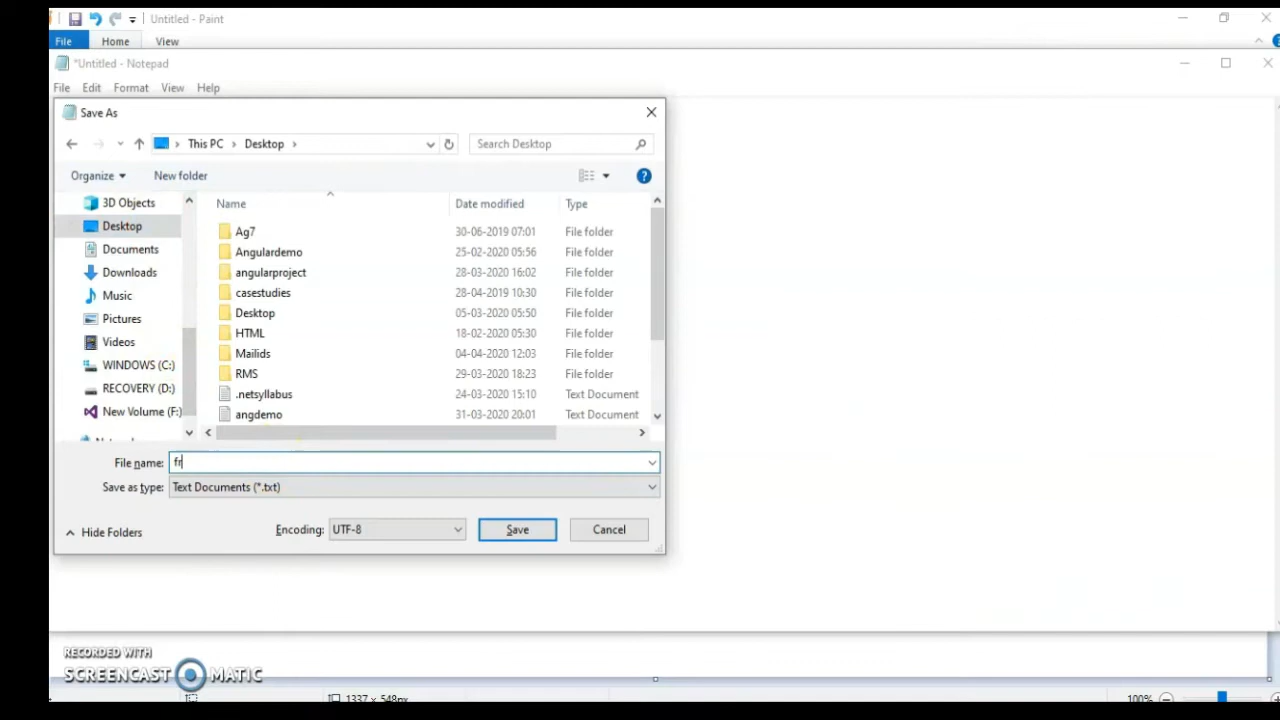 Untitled - Paint
File Home View
*Untitled - Notepad
File Edit Format View Help
Save As
This PC Desktop Search Desktop
Organize New folder
Name Date modified Type
3D Objects
Desktop
Documents
Downloads
Music
Pictures
Videos
WINDOWS (C:)
RECOVERY (D:)
New Volume (F:)
Ag7 30-06-2019 07:01 File folder
Angulardemo 25-02-2020 05:56 File folder
angularproject 28-03-2020 16:02 File folder
casestudies 28-04-2019 10:30 File folder
Desktop 05-03-2020 05:50 File folder
HTML 18-02-2020 05:30 File folder
Mailids 04-04-2020 12:03 File folder
RMS 29-03-2020 18:23 File folder
.netsyllabus 24-03-2020 15:10 Text Document
angdemo 31-03-2020 20:01 Text Document
File name: fr
Save as type: Text Documents (*.txt)
Hide Folders Encoding: UTF-8 Save Cancel
RECORDED WITH
SCREENCAST MATIC
1337 × 548px 100%